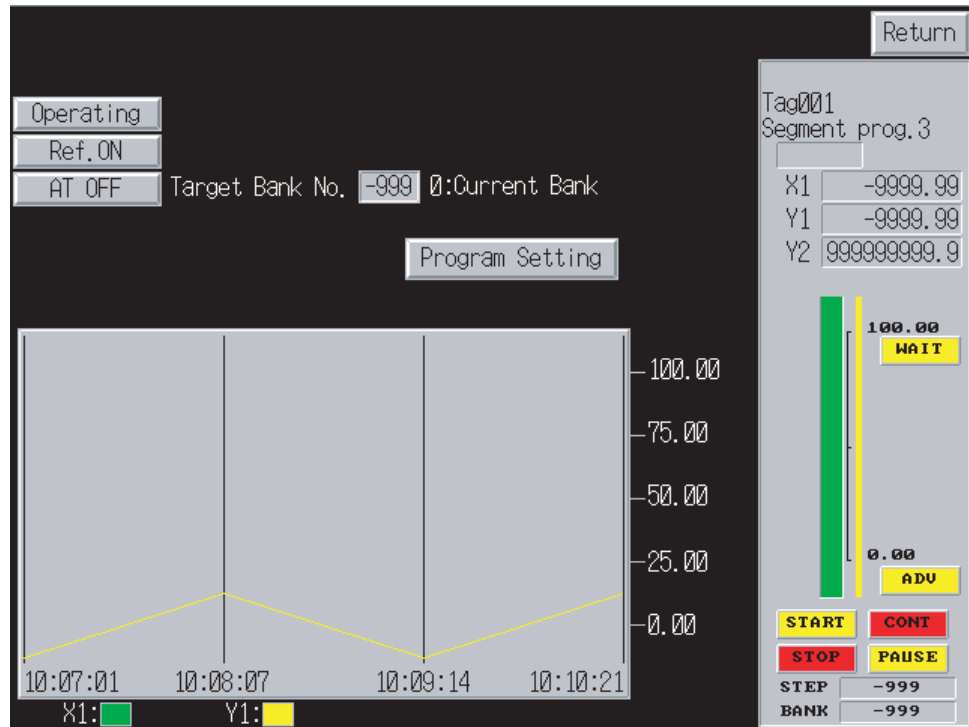 Return
Operating
Ref.ON
AT OFF
Target Bank No. -999 0:Current Bank
Program Setting
100.00
75.00
50.00
25.00
0.00
10:07:01 10:08:07 10:09:14 10:10:21
X1: Y1:
Tag001
Segment prog.3
X1 -9999.99
Y1 -9999.99
Y2 999999999.9
100.00
WAIT
0.00
ADV
START CONT
STOP PAUSE
STEP -999
BANK -999